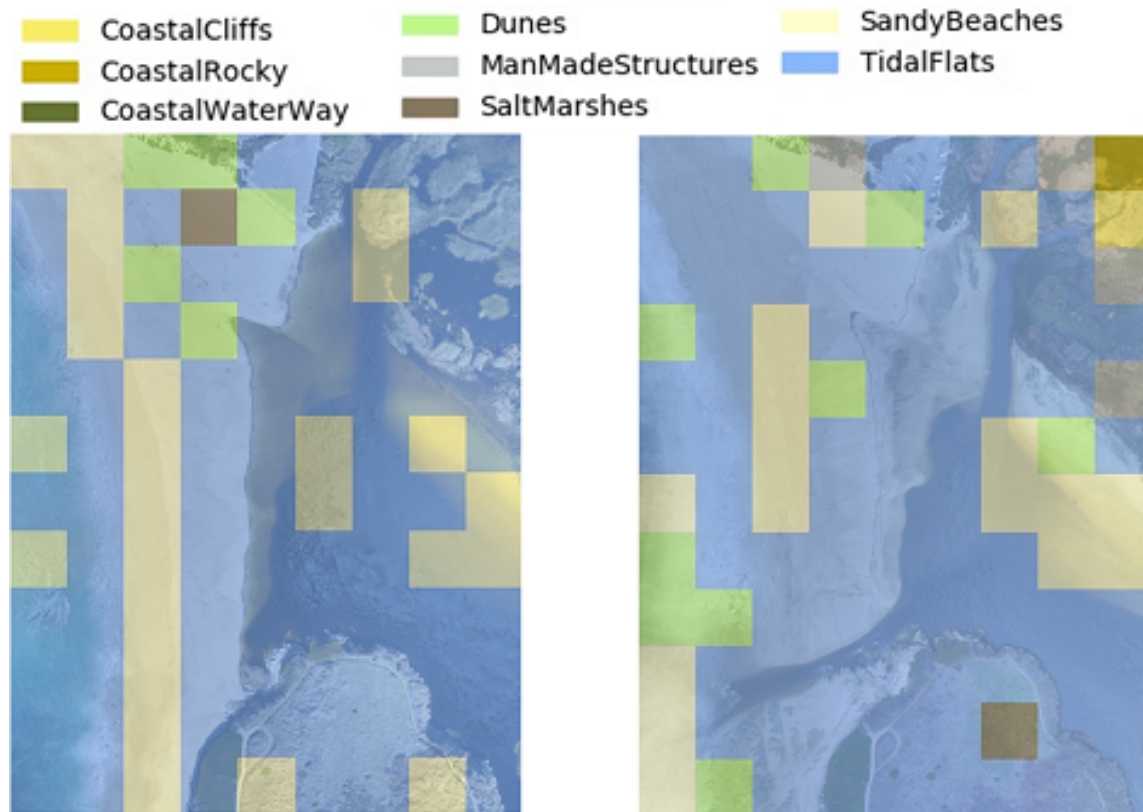 CoastalCliffs
CoastalRocky
CoastalWaterWay
Dunes
ManMadeStructures
SaltMarshes
SandyBeaches
TidalFlats